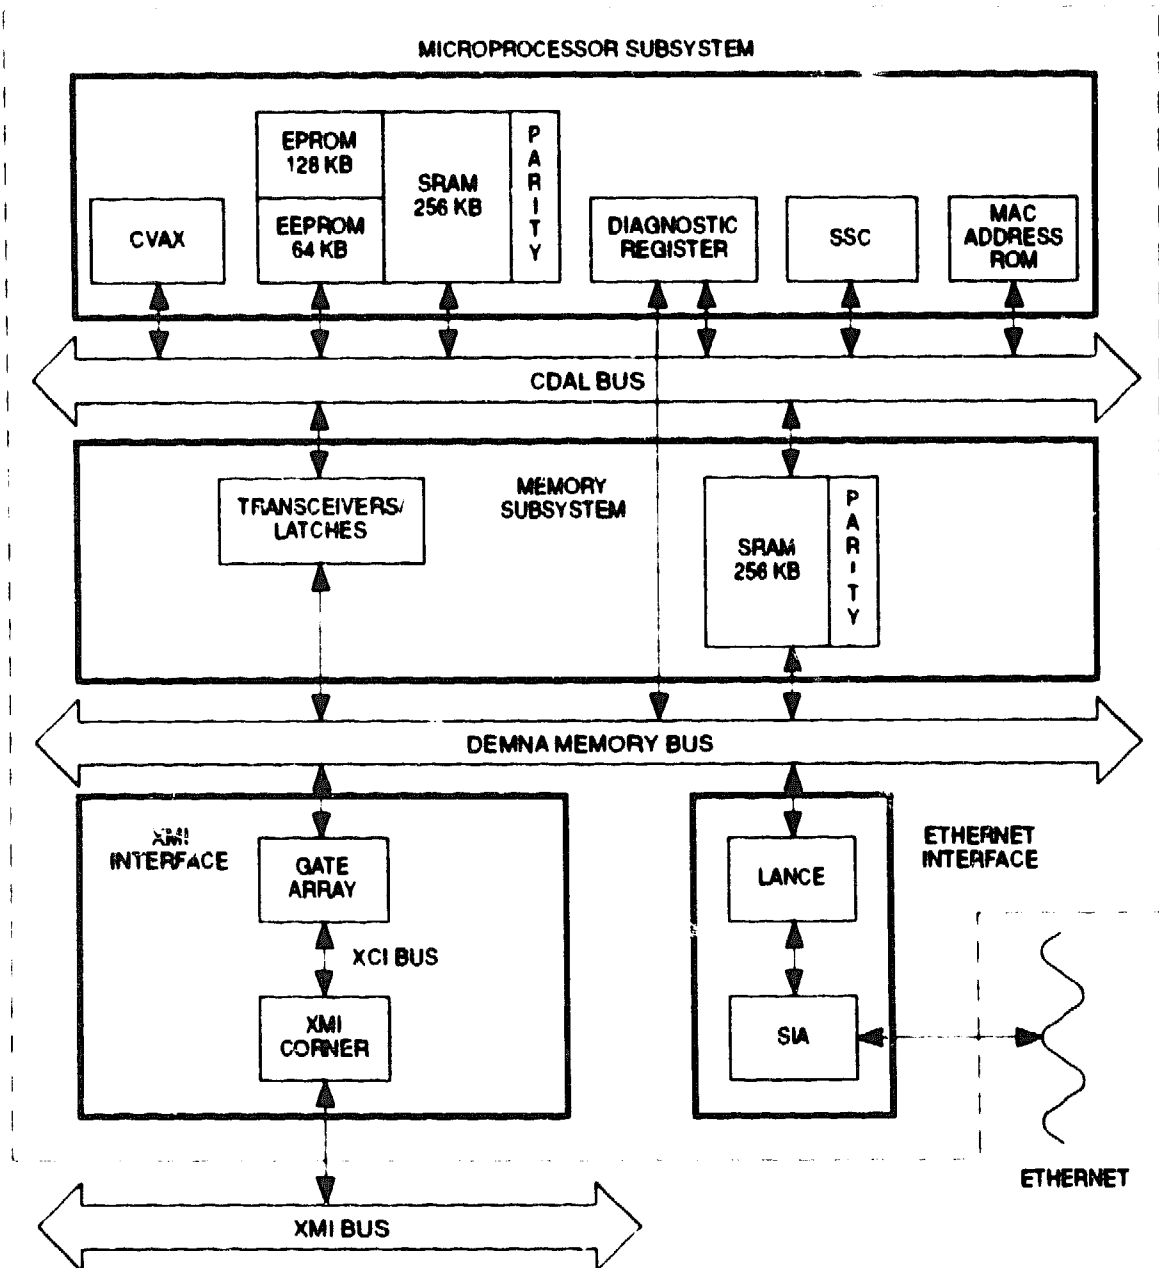 MICROPROCESSOR SUBSYSTEM
EPROM
128 KB
EEPROM
64 KB
SRAM
256 KB
PARITY
CVAX
DIAGNOSTIC
REGISTER
SSC
MAC
ADDRESS
ROM
CDAL BUS
TRANSCEIVERS/
LATCHES
MEMORY
SUBSYSTEM
SRAM
256 KB
PARITY
DEMNA MEMORY BUS
XMI
INTERFACE
GATE
ARRAY
XCI BUS
XMI
CORNER
LANCE
SIA
ETHERNET
INTERFACE
ETHERNET
XMI BUS